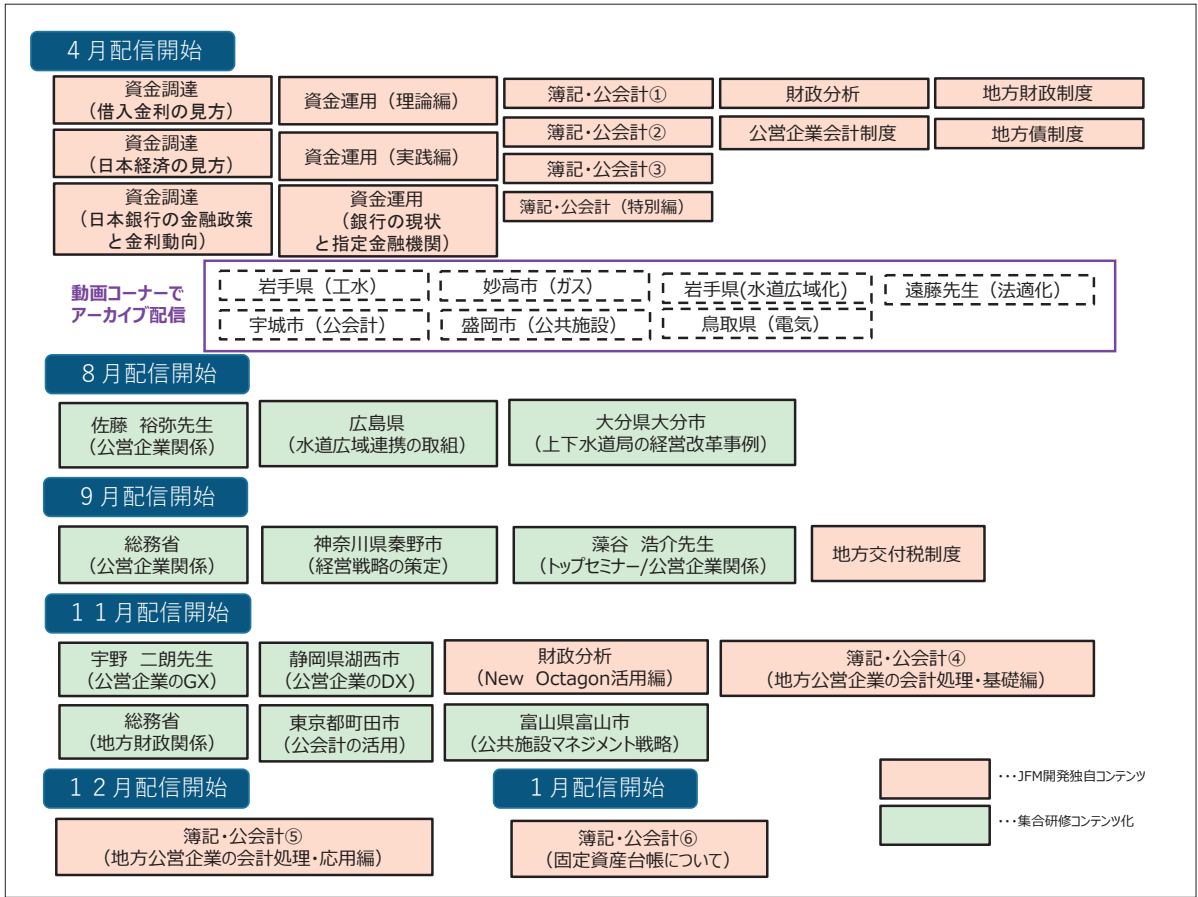 4月配信開始
資金調達
（借入金利の見方）
資金運用（理論編）
簿記・公会計①
財政分析
地方財政制度
資金調達
（日本経済の見方）
資金運用（実践編）
簿記・公会計②
公営企業会計制度
地方債制度
簿記・公会計③
資金調達
（日本銀行の金融政策
と金利動向）
資金運用
（銀行の現状
と指定金融機関）
簿記・公会計（特別編）
動画コーナーで
アーカイブ配信
岩手県（工水）
妙高市（ガス）
岩手県(水道広域化)
遠藤先生（法適化）
宇城市（公会計）
盛岡市（公共施設）
鳥取県（電気）
8月配信開始
佐藤 裕弥先生
（公営企業関係）
広島県
（水道広域連携の取組）
大分県大分市
（上下水道局の経営改革事例）
9月配信開始
総務省
（公営企業関係）
神奈川県秦野市
（経営戦略の策定）
藻谷 浩介先生
（トップセミナー/公営企業関係）
地方交付税制度
11月配信開始
宇野 二朗先生
（公営企業のGX）
静岡県湖西市
（公営企業のDX)
財政分析
（New Octagon活用編）
簿記・公会計④
（地方公営企業の会計処理・基礎編）
総務省
（地方財政関係）
東京都町田市
（公会計の活用）
富山県富山市
（公共施設マネジメント戦略）
12月配信開始
簿記・公会計⑤
（地方公営企業の会計処理・応用編）
1月配信開始
簿記・公会計⑥
（固定資産台帳について）
・・・JFM開発独自コンテンツ
・・・集合研修コンテンツ化